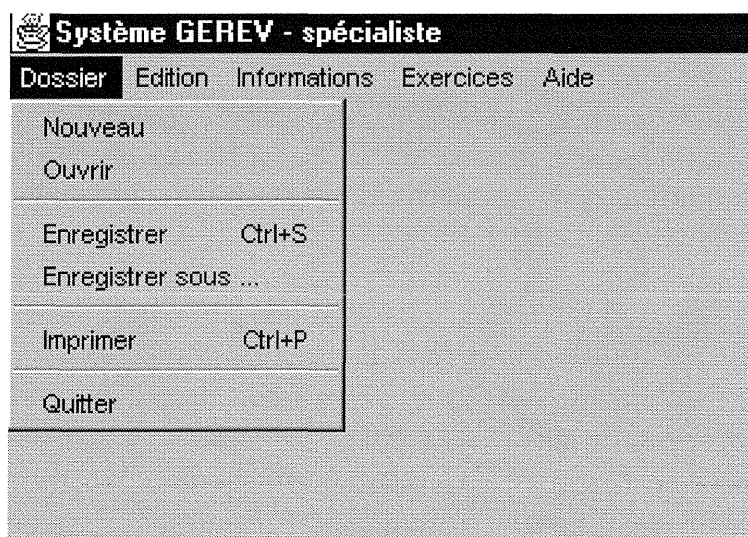 Système GEREV - spécialiste
Dossier Edition Informations Exercices Aide
Nouveau
Ouvrir
Enregistrer Ctrl+S
Enregistrer sous ...
Imprimer Ctrl+P
Quitter